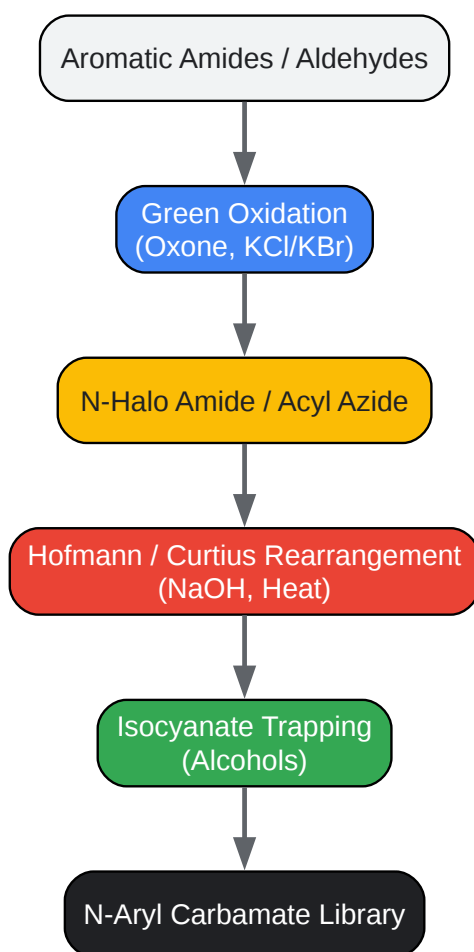 Aromatic Amides / Aldehydes
Green Oxidation
(Oxone, KCl/KBr)
N-Halo Amide / Acyl Azide
Hofmann / Curtius Rearrangement
(NaOH, Heat)
Isocyanate Trapping
(Alcohols)
N-Aryl Carbamate Library